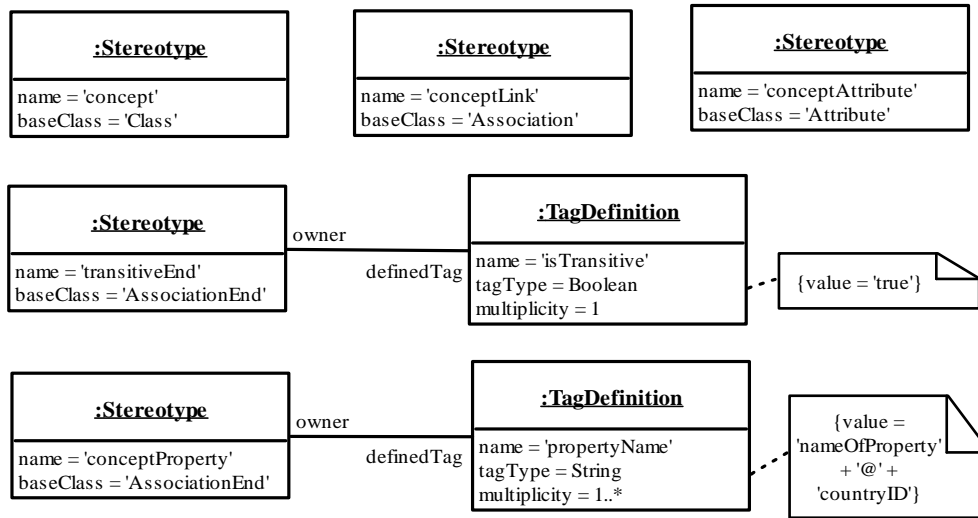 :Stereotype
name = 'concept'
baseClass = 'Class'
:Stereotype
name = 'conceptLink'
baseClass = 'Association'
:Stereotype
name = 'conceptAttribute'
baseClass = 'Attribute'
:Stereotype
name = 'transitiveEnd'
baseClass = 'AssociationEnd'
owner
definedTag
:TagDefinition
name = 'isTransitive'
tagType = Boolean
multiplicity = 1
{value = 'true'}
:Stereotype
name = 'conceptProperty'
baseClass = 'AssociationEnd'
owner
definedTag
:TagDefinition
name = 'propertyName'
tagType = String
multiplicity = 1..*
{value =
'nameOfProperty'
+ '@' +
'countryID'}